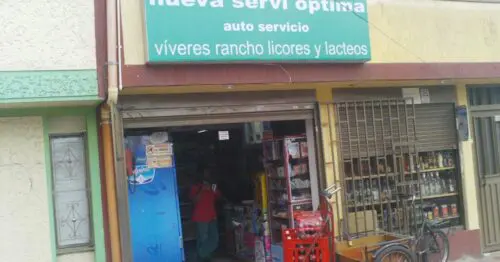 nueva servi optima
auto servicio
víveres rancho licores y lacteos